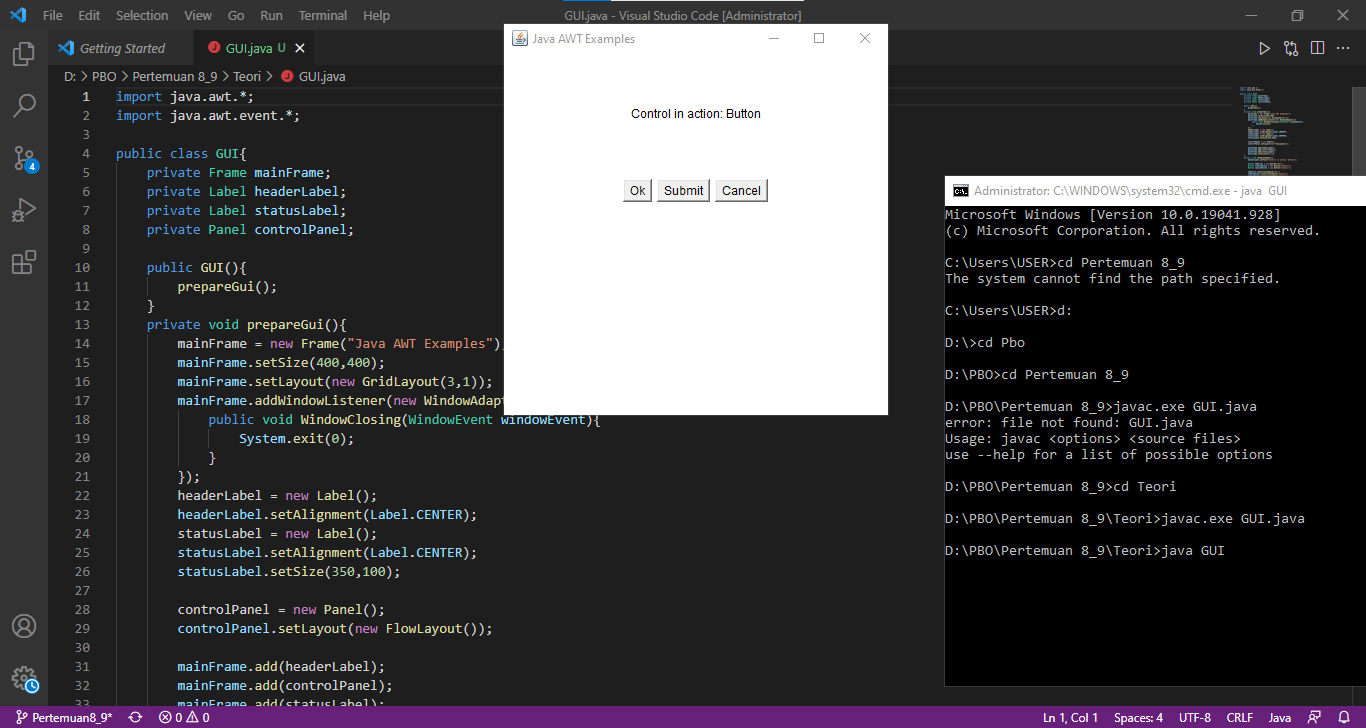 File Edit Selection View Go Run Terminal Help
GUI.java - Visual Studio Code [Administrator]
Getting Started
GUI.java U
D: > PBO > Pertemuan 8_9 > Teori > GUI.java
4
1 import java.awt.*;
2 import java.awt.event.*;
3
4 public class GUI{
5 private Frame mainFrame;
6 private Label headerLabel;
7 private Label statusLabel;
8 private Panel controlPanel;
9
10 public GUI(){
11 prepareGui();
12 }
13 private void prepareGui(){
14 mainFrame = new Frame("Java AWT Examples");
15 mainFrame.setSize(400,400);
16 mainFrame.setLayout(new GridLayout(3,1));
17 mainFrame.addWindowListener(new WindowAdapt
18 public void WindowClosing(WindowEvent windowEvent){
19 System.exit(0);
20 }
21 });
22 headerLabel = new Label();
23 headerLabel.setAlignment(Label.CENTER);
24 statusLabel = new Label();
25 statusLabel.setAlignment(Label.CENTER);
26 statusLabel.setSize(350,100);
27
28 controlPanel = new Panel();
29 controlPanel.setLayout(new FlowLayout());
30
31 mainFrame.add(headerLabel);
32 mainFrame.add(controlPanel);
33 mainFrame.add(statusLabel);
Java AWT Examples
Control in action: Button
Ok Submit Cancel
Administrator: C:\WINDOWS\system32\cmd.exe - java GUI
Microsoft Windows [Version 10.0.19041.928]
(c) Microsoft Corporation. All rights reserved.
C:\Users\USER>cd Pertemuan 8_9
The system cannot find the path specified.
C:\Users\USER>d:
D:\>cd Pbo
D:\PBO>cd Pertemuan 8_9
D:\PBO\Pertemuan 8_9>javac.exe GUI.java
error: file not found: GUI.java
Usage: javac <options> <source files>
use --help for a list of possible options
D:\PBO\Pertemuan 8_9>cd Teori
D:\PBO\Pertemuan 8_9\Teori>javac.exe GUI.java
D:\PBO\Pertemuan 8_9\Teori>java GUI
Pertemuan8_9* 0 0 Ln 1, Col 1 Spaces: 4 UTF-8 CRLF Java